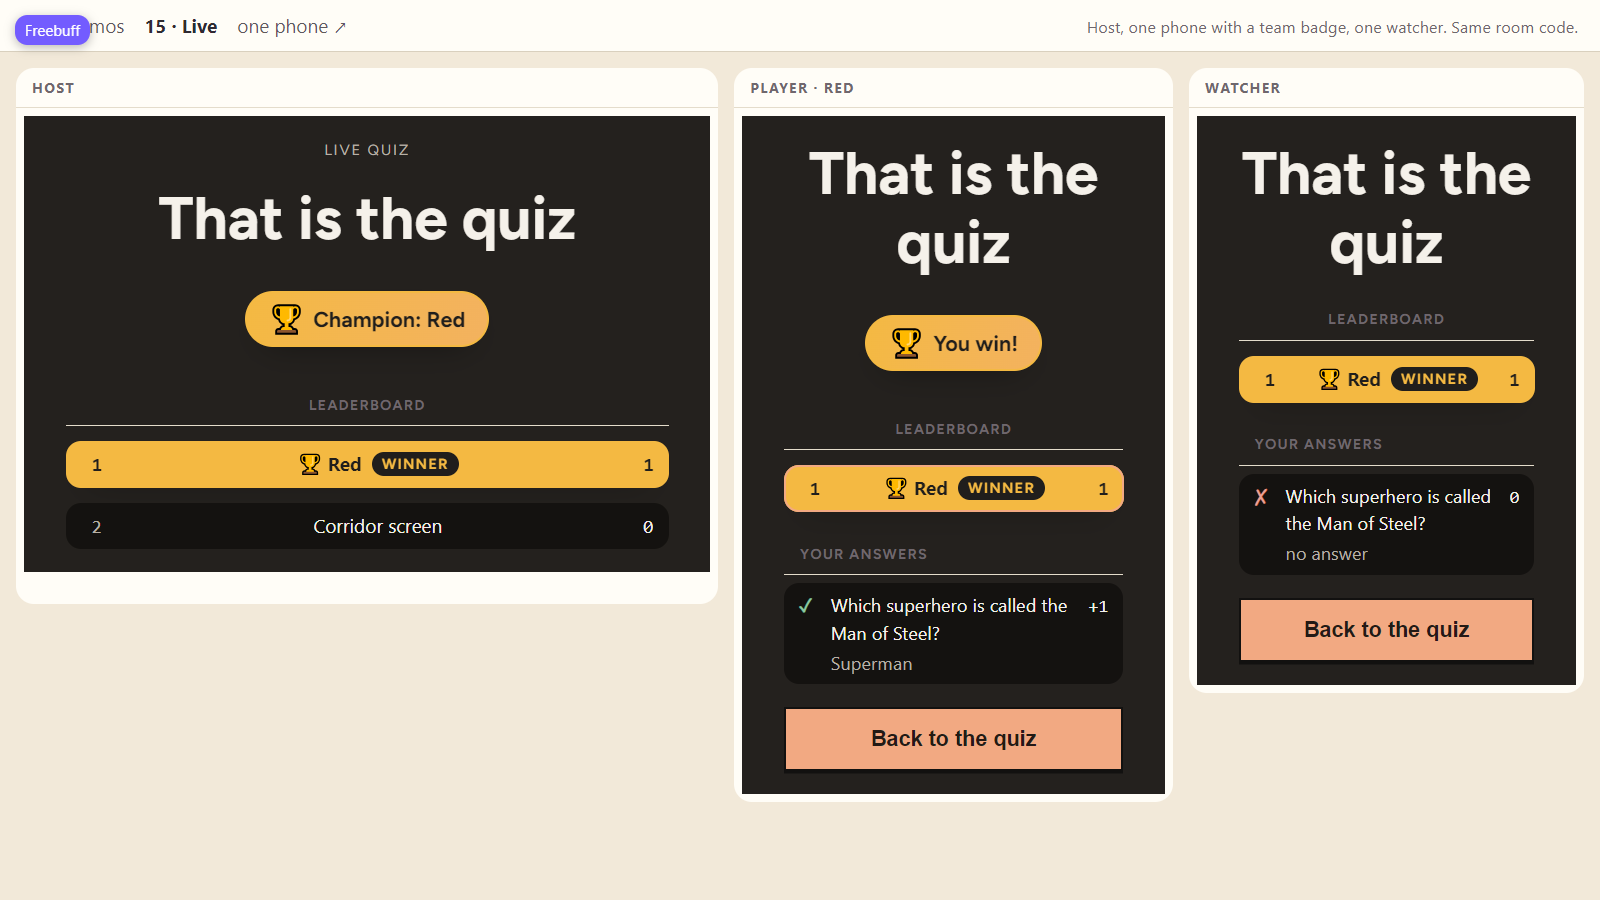 Freebuff
mos
15 · Live
one phone ↗
Host, one phone with a team badge, one watcher. Same room code.
HOST
LIVE QUIZ
That is the quiz
Champion: Red
LEADERBOARD
1 Red WINNER 1
2 Corridor screen 0
PLAYER · RED
That is the
quiz
You win!
LEADERBOARD
1 Red WINNER 1
YOUR ANSWERS
✓ Which superhero is called the +1
Man of Steel?
Superman
Back to the quiz
WATCHER
That is the
quiz
LEADERBOARD
1 Red WINNER 1
YOUR ANSWERS
✗ Which superhero is called 0
the Man of Steel?
no answer
Back to the quiz